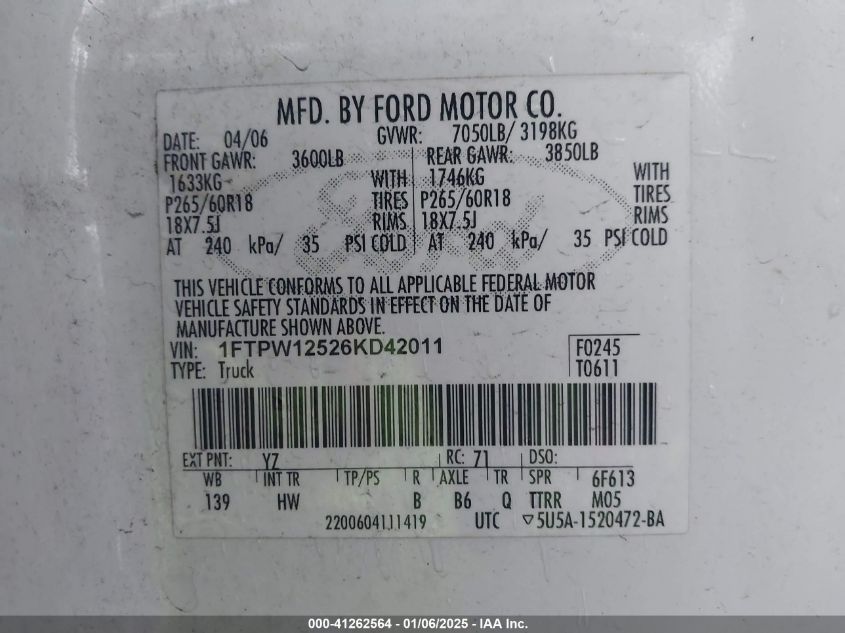 MFD. BY FORD MOTOR CO.
DATE: 04/06 GVWR: 7050LB/ 3198KG
FRONT GAWR: 3600LB REAR GAWR: 3850LB
1633KG WITH 1746KG WITH
P265/60R18 TIRES P265/60R18 TIRES
18X7.5J RIMS 18X7.5J RIMS
AT 240 kPa/ 35 PSI COLD AT 240 kPa/ 35 PSI COLD
Ford
THIS VEHICLE CONFORMS TO ALL APPLICABLE FEDERAL MOTOR
VEHICLE SAFETY STANDARDS IN EFFECT ON THE DATE OF
MANUFACTURE SHOWN ABOVE.
VIN: 1FTPW12526KD42011 F0245
TYPE: Truck T0611
EXT PNT: YZ RC: 71 DSO:
WB INT TR TP/PS R AXLE TR SPR 6F613
139 HW B B6 Q TTRR M05
2200604111419 UTC ▽5U5A-1520472-BA
000-41262564 - 01/06/2025 - IAA Inc.